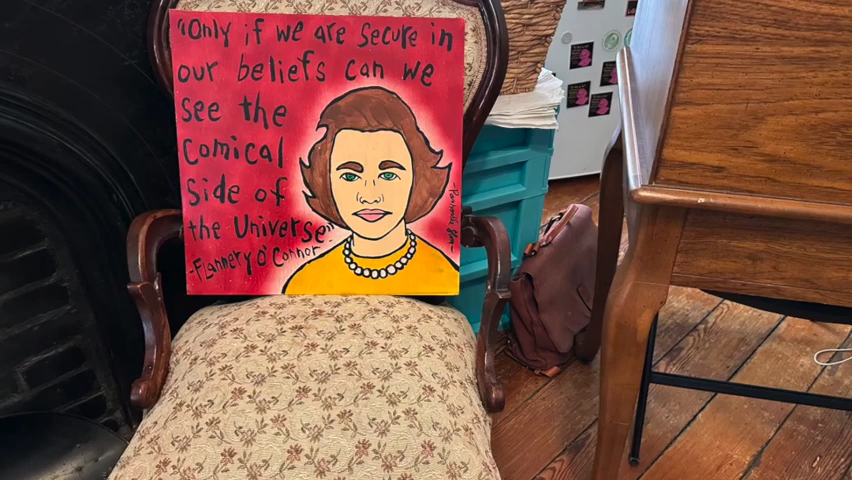 "Only if we are secure in
our beliefs can we
see the
Comical
Side of
the Universe"
-Flannery O'Connor